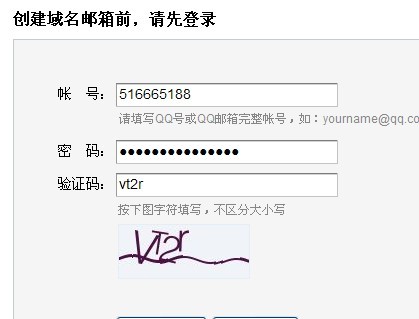 创建域名邮箱前，请先登录
帐 号： 516665188
请填写QQ号或QQ邮箱完整帐号，如：yourname@qq.co
密 码： ●●●●●●●●●●●●●●●
验证码： vt2r
按下图字符填写，不区分大小写
VT2r